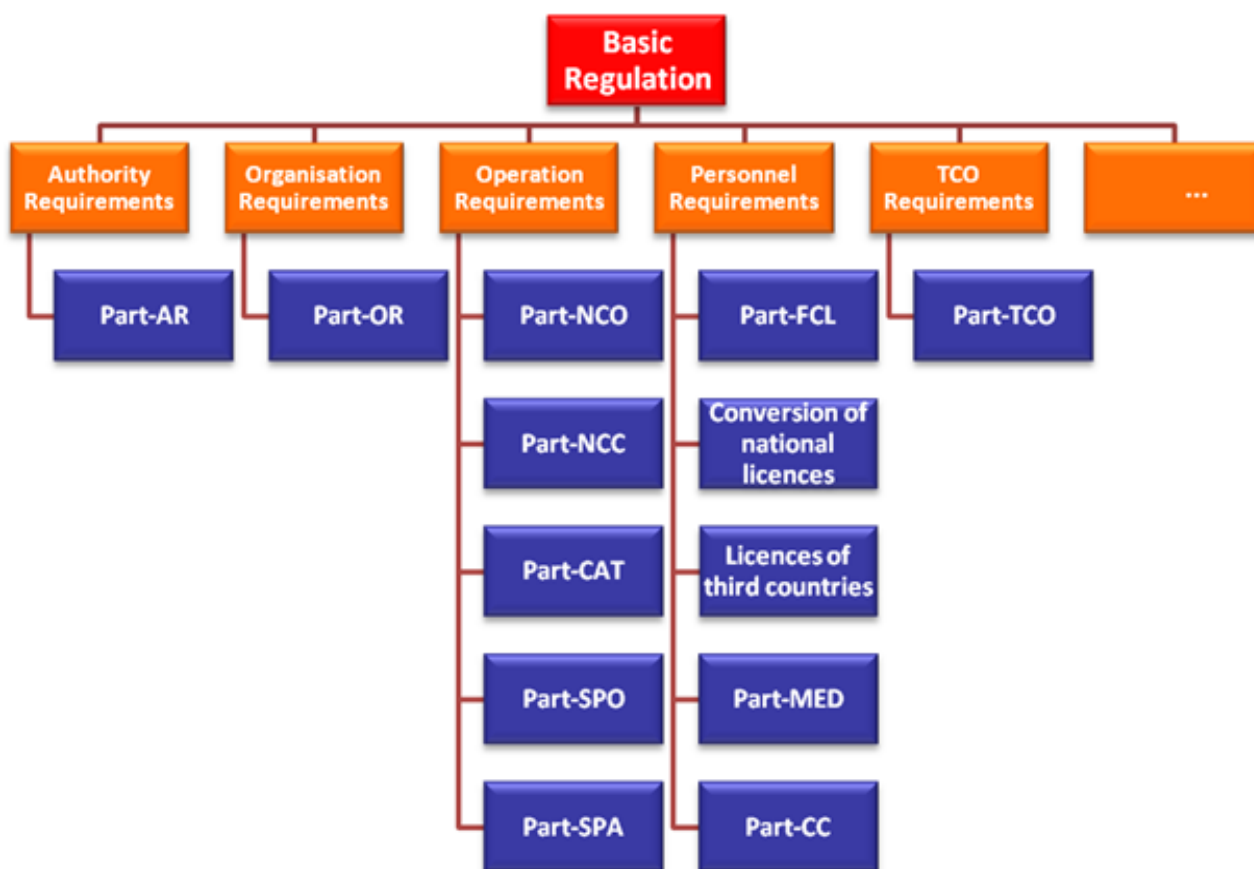 Basic
Regulation
Authority
Requirements
Organisation
Requirements
Operation
Requirements
Personnel
Requirements
TCO
Requirements
...
Part-AR
Part-OR
Part-NCO
Part-FCL
Part-TCO
Part-NCC
Conversion of
national
licences
Part-CAT
Licences of
third countries
Part-SPO
Part-MED
Part-SPA
Part-CC